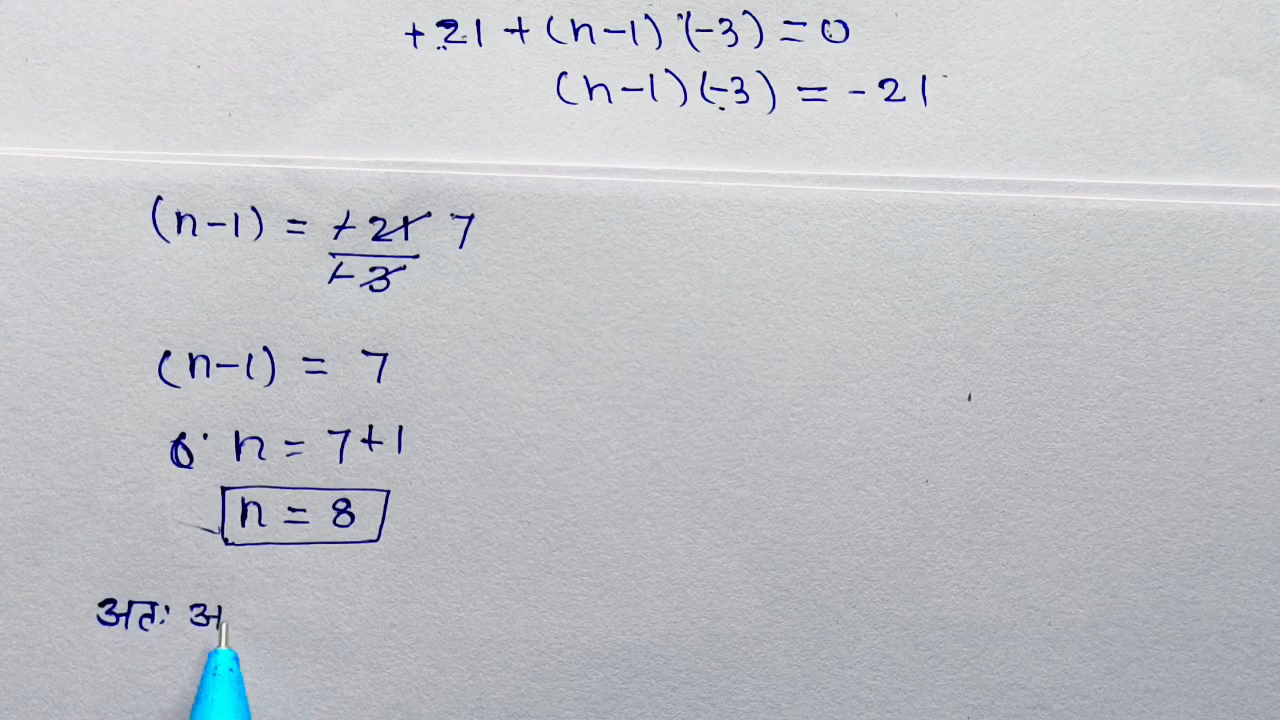 +21 + (n-1) (-3) = 0
(n-1) (-3) = -21
(n-1) = -21 7
-3
(n-1) = 7
n = 7+1
n = 8
अतः अ